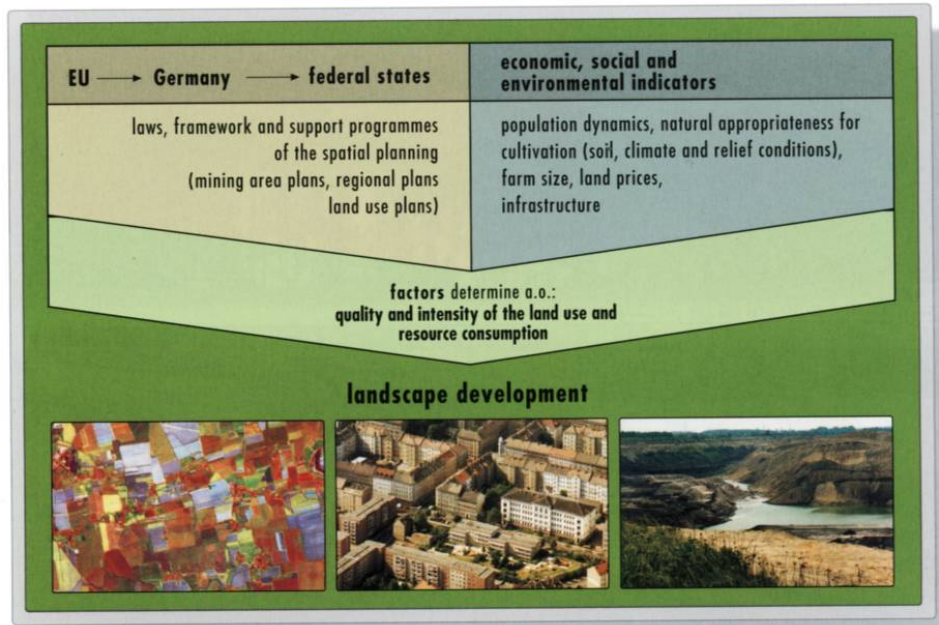 EU → Germany → federal states
laws, framework and support programmes
of the spatial planning
(mining area plans, regional plans
land use plans)
economic, social and
environmental indicators
population dynamics, natural appropriateness for
cultivation (soil, climate and relief conditions),
farm size, land prices,
infrastructure
factors determine a.o.:
quality and intensity of the land use and
resource consumption
landscape development